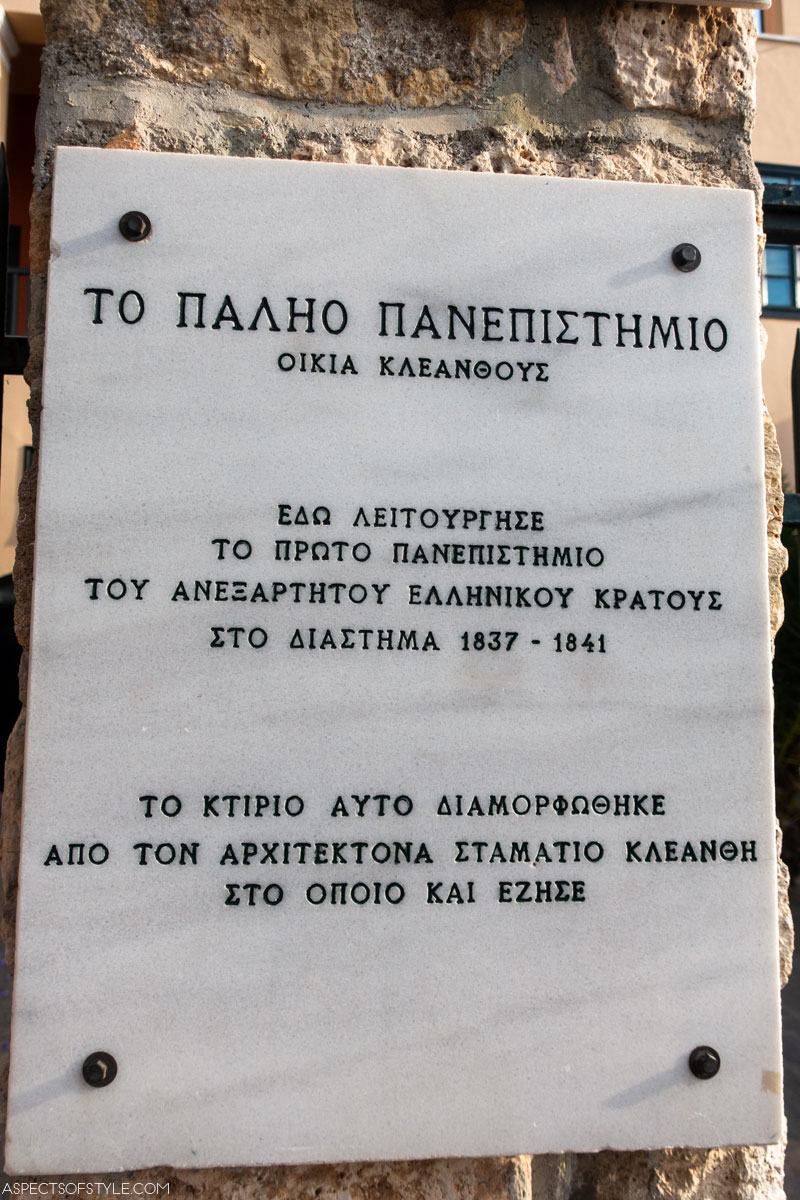 ΤΟ ΠΑΛΗΟ ΠΑΝΕΠΙΣΤΗΜΙΟ
ΟΙΚΙΑ ΚΛΕΑΝΘΟΥΣ
ΕΔΩ ΛΕΙΤΟΥΡΓΗΣΕ
ΤΟ ΠΡΩΤΟ ΠΑΝΕΠΙΣΤΗΜΙΟ
ΤΟΥ ΑΝΕΞΑΡΤΗΤΟΥ ΕΛΛΗΝΙΚΟΥ ΚΡΑΤΟΥΣ
ΣΤΟ ΔΙΑΣΤΗΜΑ 1837 - 1841
ΤΟ ΚΤΙΡΙΟ ΑΥΤΟ ΔΙΑΜΟΡΦΩΘΗΚΕ
ΑΠΟ ΤΟΝ ΑΡΧΙΤΕΚΤΟΝΑ ΣΤΑΜΑΤΙΟ ΚΛΕΑΝΘΗ
ΣΤΟ ΟΠΟΙΟ ΚΑΙ ΕΖΗΣΕ
ASPECTSOFSTYLE.COM